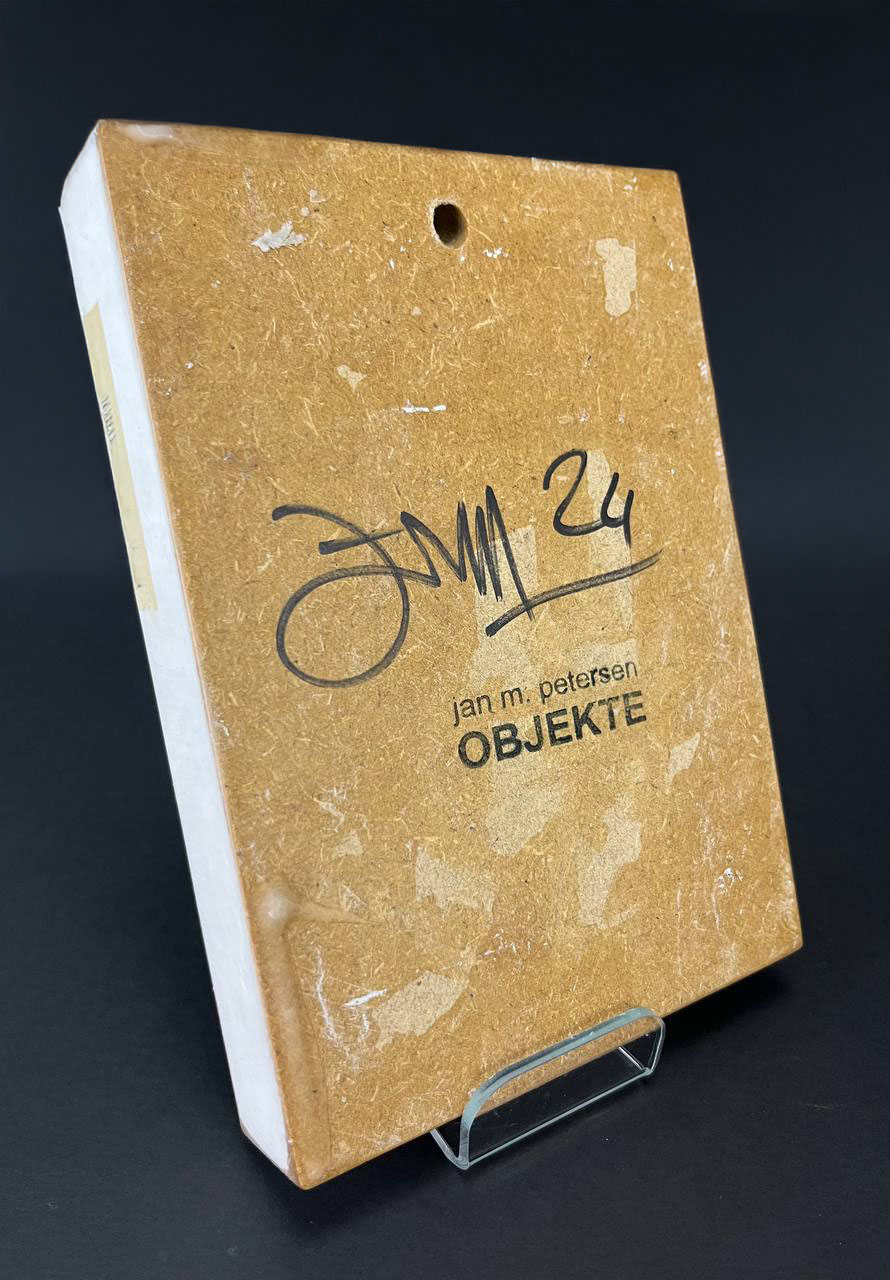 24
jan m. petersen
OBJEKTE